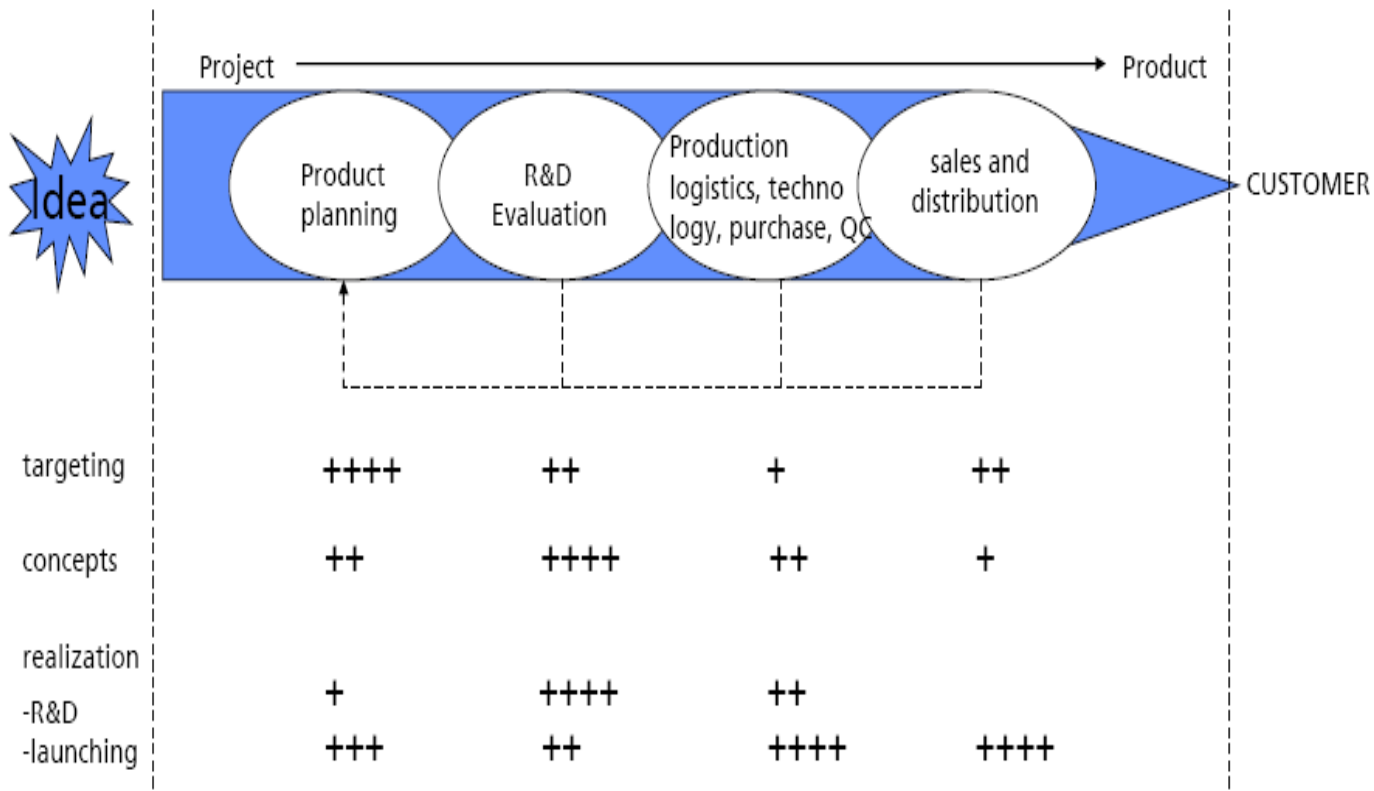 Project Product
Idea
Product
planning
R&D
Evaluation
Production
logistics, techno
logy, purchase, QC
sales and
distribution
CUSTOMER
targeting ++++ ++ + ++
concepts ++ ++++ ++ +
realization
-R&D + ++++ ++
-launching +++ ++ ++++ ++++